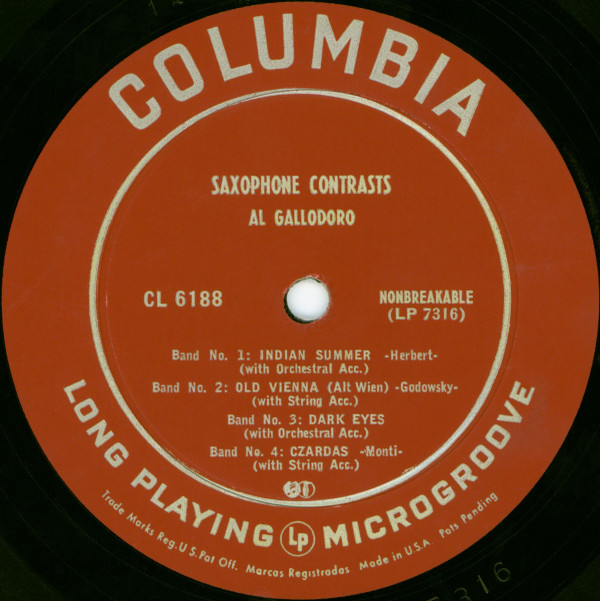 COLUMBIA
SAXOPHONE CONTRASTS
AL GALLODORO
CL 6188
NONBREAKABLE
(LP 7316)
Band No. 1: INDIAN SUMMER -Herbert-
(with Orchestral Acc.)
Band No. 2: OLD VIENNA (Alt Wien) -Godowsky-
(with String Acc.)
Band No. 3: DARK EYES
(with Orchestral Acc.)
Band No. 4: CZARDAS -Monti-
(with String Acc.)
LONG PLAYING Lp MICROGROOVE
Trade Marks Reg. U S. Pat Off. Marcas Registradas Made in U.S.A. Pats Pending